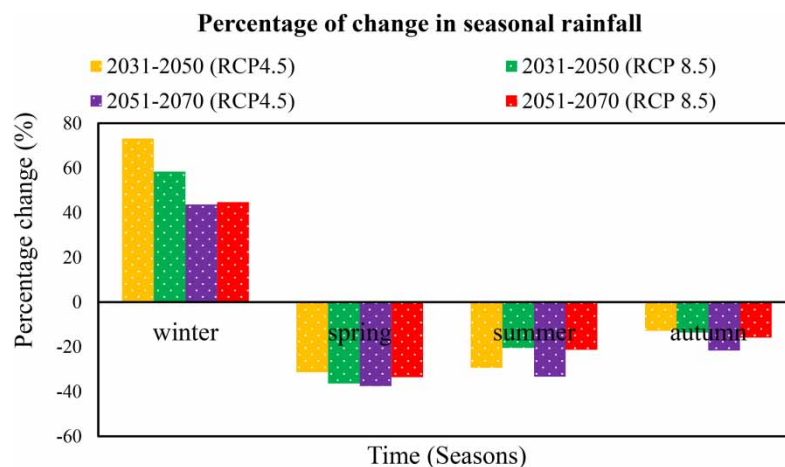 Percentage of change in seasonal rainfall
2031-2050 (RCP4.5) 2031-2050 (RCP 8.5)
2051-2070 (RCP4.5) 2051-2070 (RCP 8.5)
Percentage change (%)
80
60
40
20
0
-20
-40
-60
winter spring summer autumn
Time (Seasons)